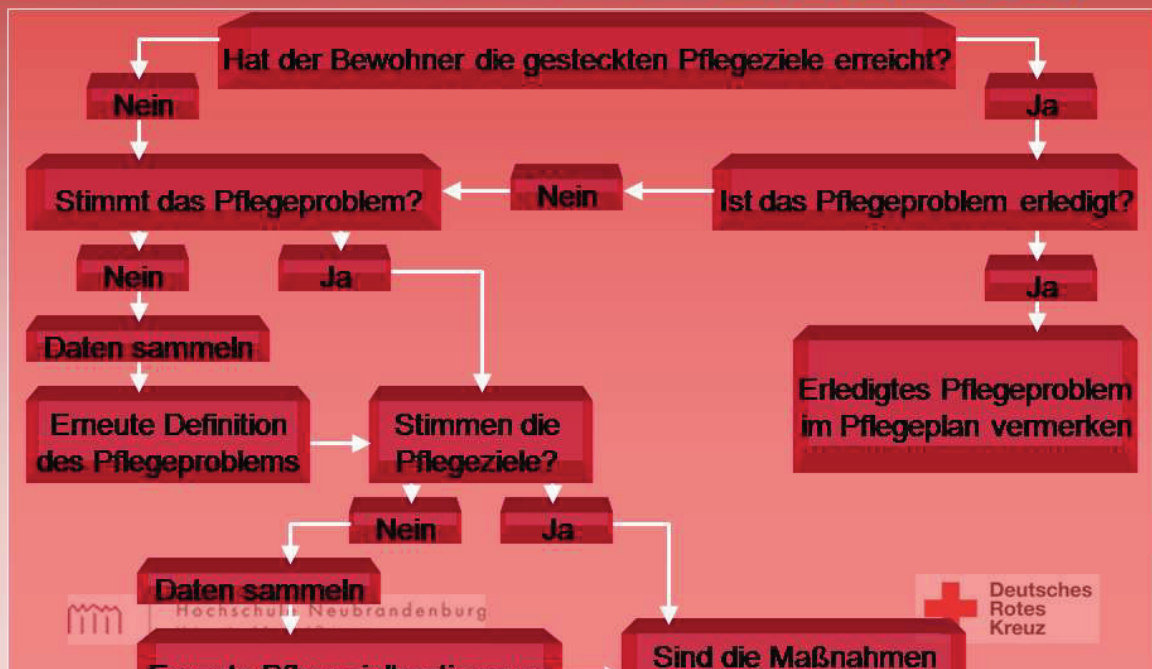 Hat der Bewohner die gesteckten Pflegeziele erreicht?
Nein
Ja
Stimmt das Pflegeproblem?
Nein
Ist das Pflegeproblem erledigt?
Nein
Ja
Ja
Daten sammeln
Erledigtes Pflegeproblem
im Pflegeplan vermerken
Erneute Definition
des Pflegeproblems
Stimmen die
Pflegeziele?
Nein
Ja
Daten sammeln
Hochschule Neubrandenburg
Deutsches
Rotes
Kreuz
Sind die Maßnahmen